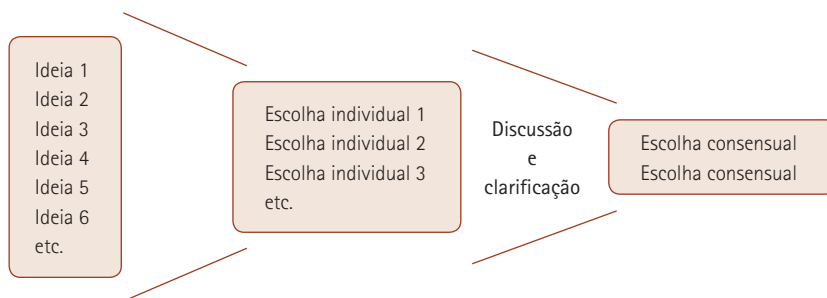 Ideia 1
Ideia 2
Ideia 3
Ideia 4
Ideia 5
Ideia 6
etc.
Escolha individual 1
Escolha individual 2
Escolha individual 3
etc.
Discussão
e
clarificação
Escolha consensual
Escolha consensual